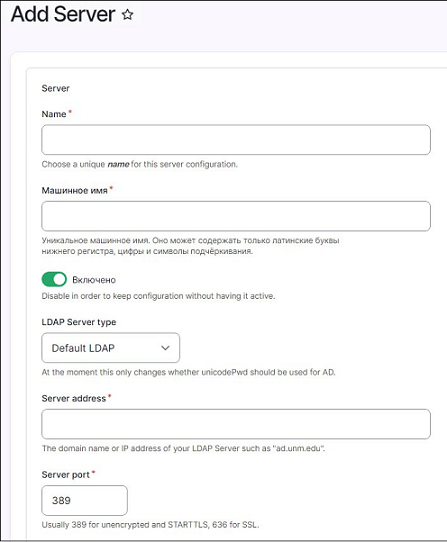 Add Server
Server
Name *
Choose a unique name for this server configuration.
Машинное имя *
Уникальное машинное имя. Оно может содержать только латинские буквы
нижнего регистра, цифры и символы подчёркивания.
Включено
Disable in order to keep configuration without having it active.
LDAP Server type
Default LDAP
At the moment this only changes whether unicodePwd should be used for AD.
Server address *
The domain name or IP address of your LDAP Server such as "ad.unm.edu".
Server port *
389
Usually 389 for unencrypted and STARTTLS, 636 for SSL.